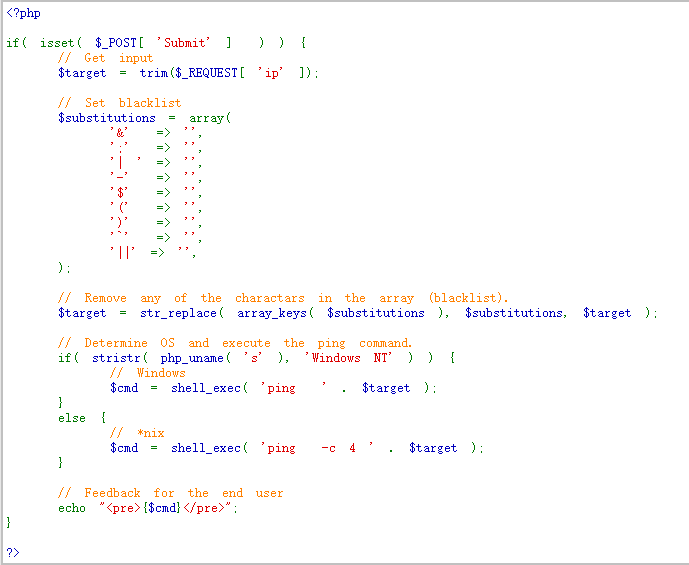 <?php
if( isset( $_POST[ 'Submit' ] ) ) {
// Get input
$target = trim($_REQUEST[ 'ip' ]);
// Set blacklist
$substitutions = array(
'&' => '',
';' => '',
'| ' => '',
'-' => '',
'$' => '',
'(' => '',
')' => '',
'`' => '',
'||' => '',
);
// Remove any of the charactars in the array (blacklist).
$target = str_replace( array_keys( $substitutions ), $substitutions, $target );
// Determine OS and execute the ping command.
if( stristr( php_uname( 's' ), 'Windows NT' ) ) {
// Windows
$cmd = shell_exec( 'ping ' . $target );
}
else {
// *nix
$cmd = shell_exec( 'ping -c 4 ' . $target );
}
// Feedback for the end user
echo "<pre>{$cmd}</pre>";
}
?>